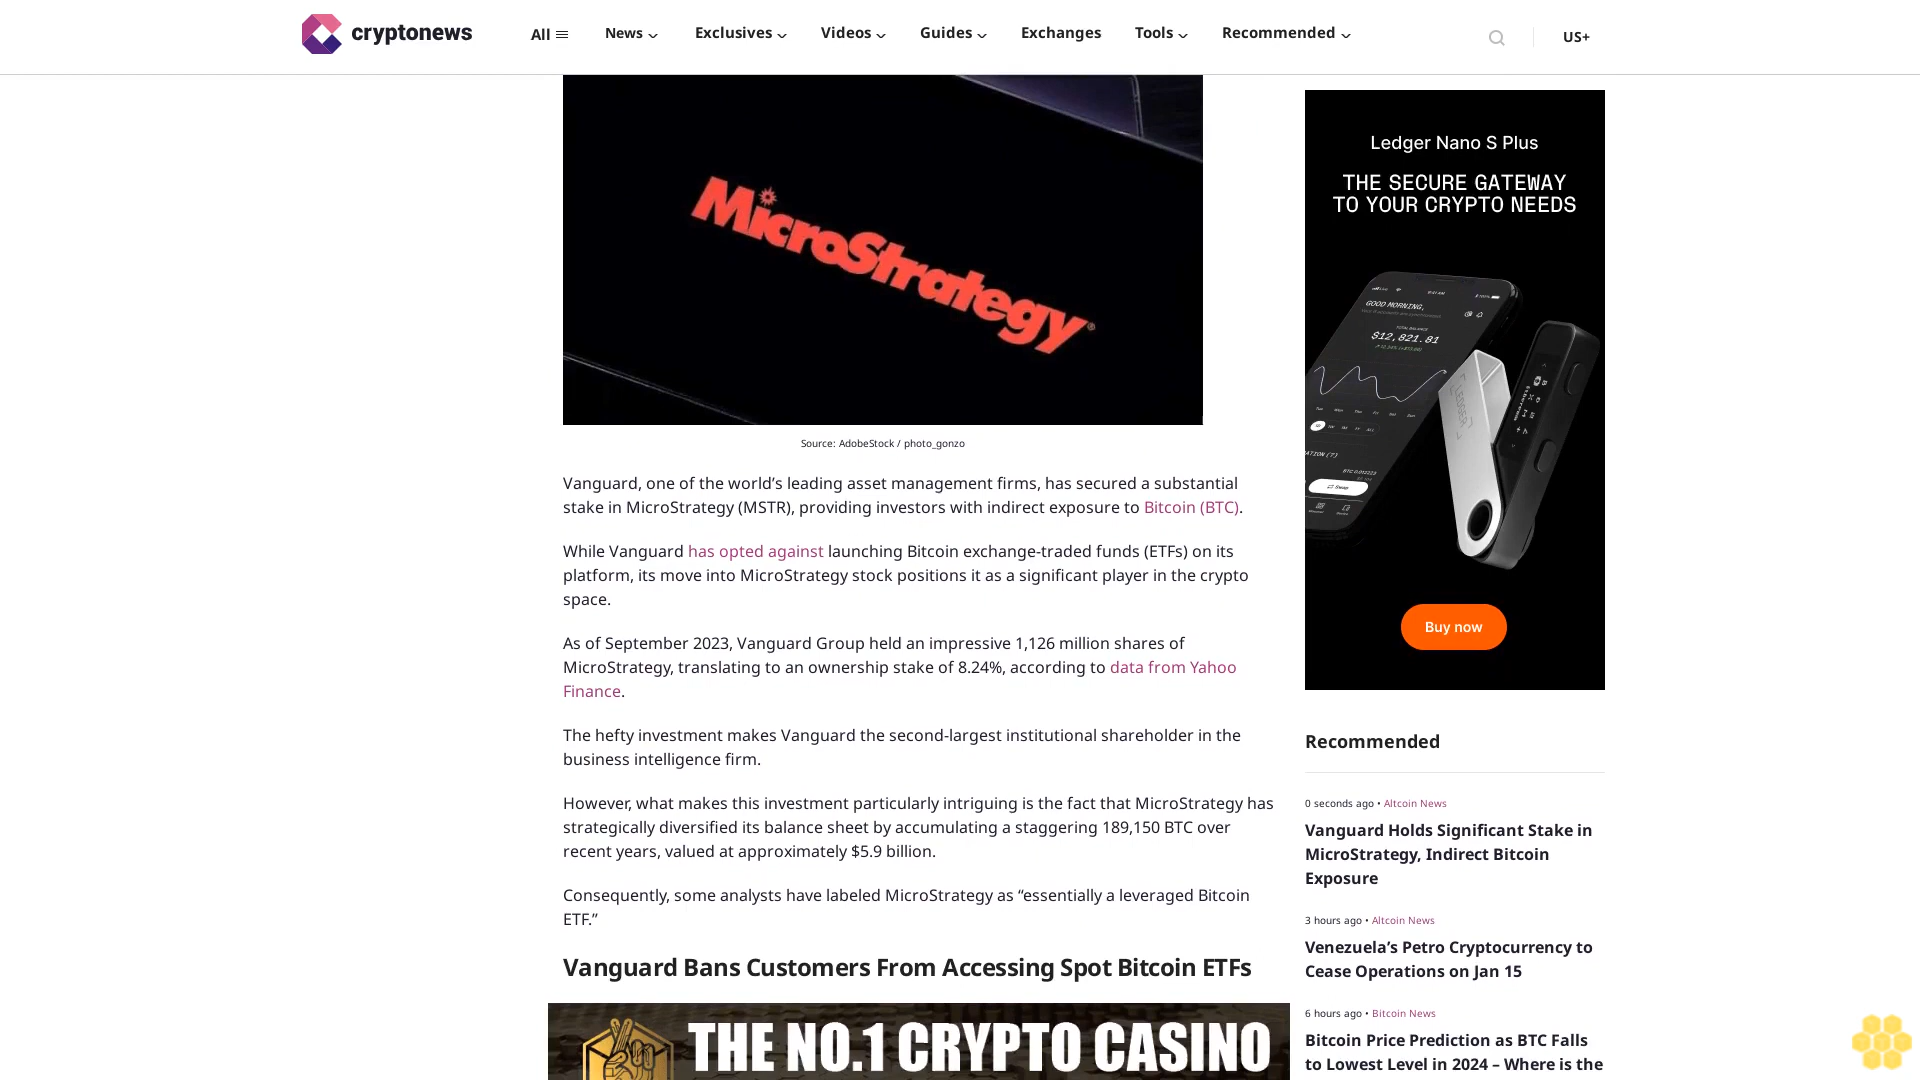 cryptonews
All
News
Exclusives
Videos
Guides
Exchanges
Tools
Recommended
US+
MicroStrategy
Source: AdobeStock / photo_gonzo
Vanguard, one of the world’s leading asset management firms, has secured a substantial
stake in MicroStrategy (MSTR), providing investors with indirect exposure to Bitcoin (BTC).
While Vanguard has opted against launching Bitcoin exchange-traded funds (ETFs) on its
platform, its move into MicroStrategy stock positions it as a significant player in the crypto
space.
As of September 2023, Vanguard Group held an impressive 1,126 million shares of
MicroStrategy, translating to an ownership stake of 8.24%, according to data from Yahoo
Finance.
The hefty investment makes Vanguard the second-largest institutional shareholder in the
business intelligence firm.
However, what makes this investment particularly intriguing is the fact that MicroStrategy has
strategically diversified its balance sheet by accumulating a staggering 189,150 BTC over
recent years, valued at approximately $5.9 billion.
Consequently, some analysts have labeled MicroStrategy as “essentially a leveraged Bitcoin
ETF.”
Vanguard Bans Customers From Accessing Spot Bitcoin ETFs
THE NO.1 CRYPTO CASINO
Ledger Nano S Plus
THE SECURE GATEWAY
TO YOUR CRYPTO NEEDS
GOOD MORNING,
TOTAL BALANCE
$12,821.81
LEDGER
Swap
Buy now
Recommended
0 seconds ago • Altcoin News
Vanguard Holds Significant Stake in
MicroStrategy, Indirect Bitcoin
Exposure
3 hours ago • Altcoin News
Venezuela’s Petro Cryptocurrency to
Cease Operations on Jan 15
6 hours ago • Bitcoin News
Bitcoin Price Prediction as BTC Falls
to Lowest Level in 2024 – Where is the